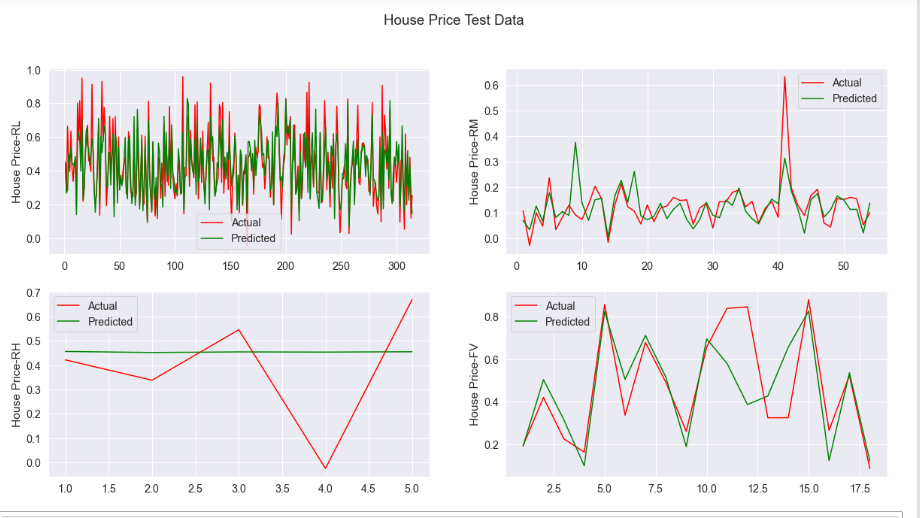 House Price Test Data
House Price-RL
1.0
0.8
0.6
0.4
0.2
0.0
Actual
Predicted
0 50 100 150 200 250 300
House Price-RM
0.6
0.5
0.4
0.3
0.2
0.1
0.0
Actual
Predicted
0 10 20 30 40 50
House Price-RH
0.7
0.6
0.5
0.4
0.3
0.2
0.1
0.0
Actual
Predicted
1.0 1.5 2.0 2.5 3.0 3.5 4.0 4.5 5.0
House Price-FV
0.8
0.6
0.4
0.2
Actual
Predicted
2.5 5.0 7.5 10.0 12.5 15.0 17.5